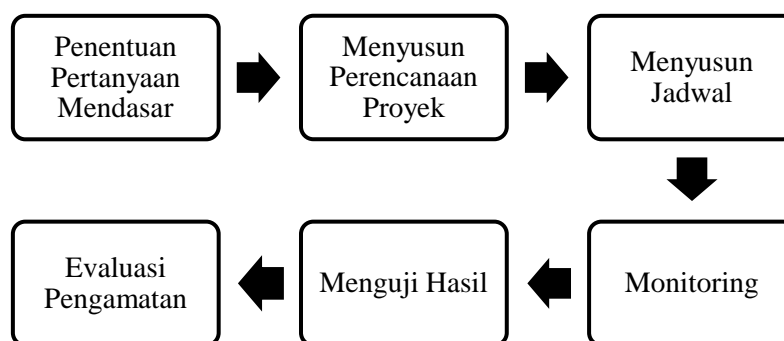 Penentuan
Pertanyaan
Mendasar
Menyusun
Perencanaan
Proyek
Menyusun
Jadwal
Monitoring
Menguji Hasil
Evaluasi
Pengamatan